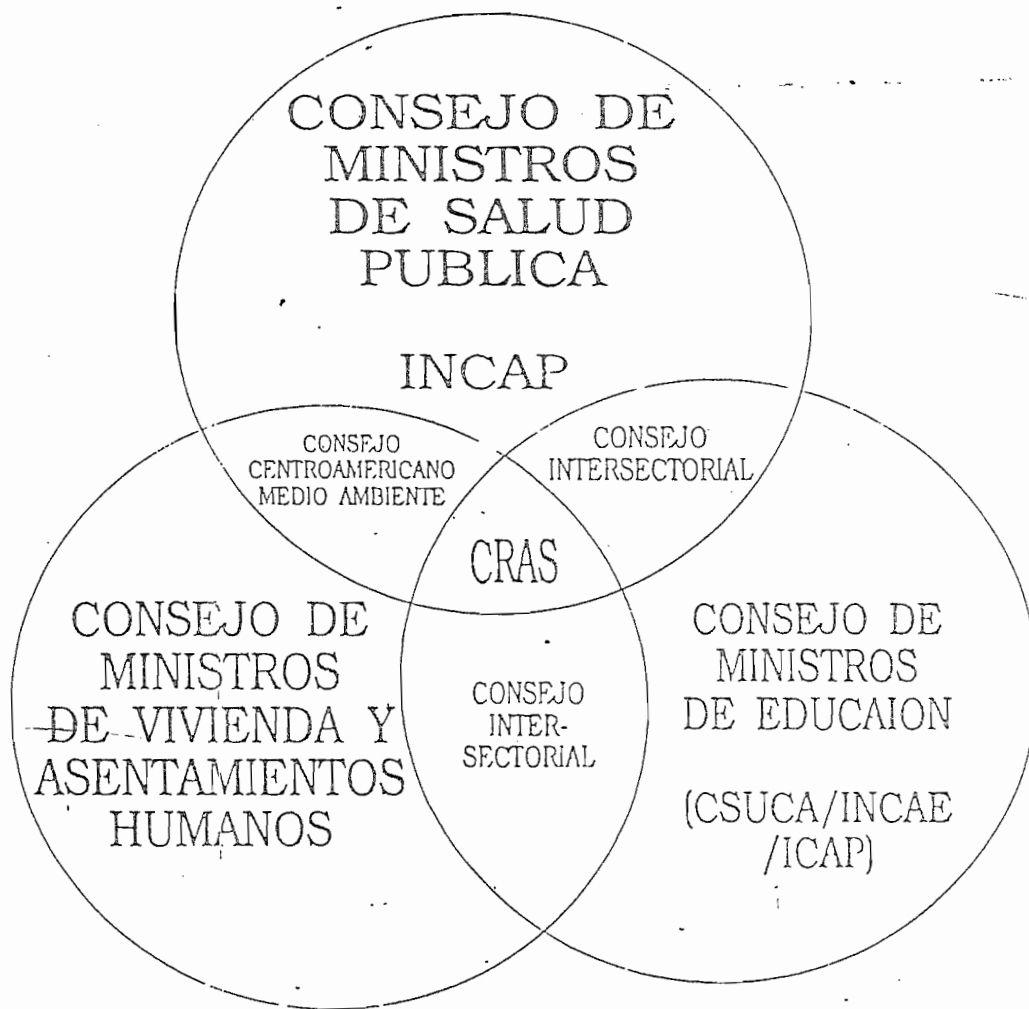 CONSEJO DE
MINISTROS
DE SALUD
PUBLICA
INCAP
CONSEJO
CENTROAMERICANO
MEDIO AMBIENTE
CONSEJO
INTERSECTORIAL
CRAS
CONSEJO DE
MINISTROS
DE VIVIENDA Y
ASENTAMIENTOS
HUMANOS
CONSEJO
INTER-
SECTORIAL
CONSEJO DE
MINISTROS
DE EDUCAION
(CSUCA/INCAE
/ICAP)